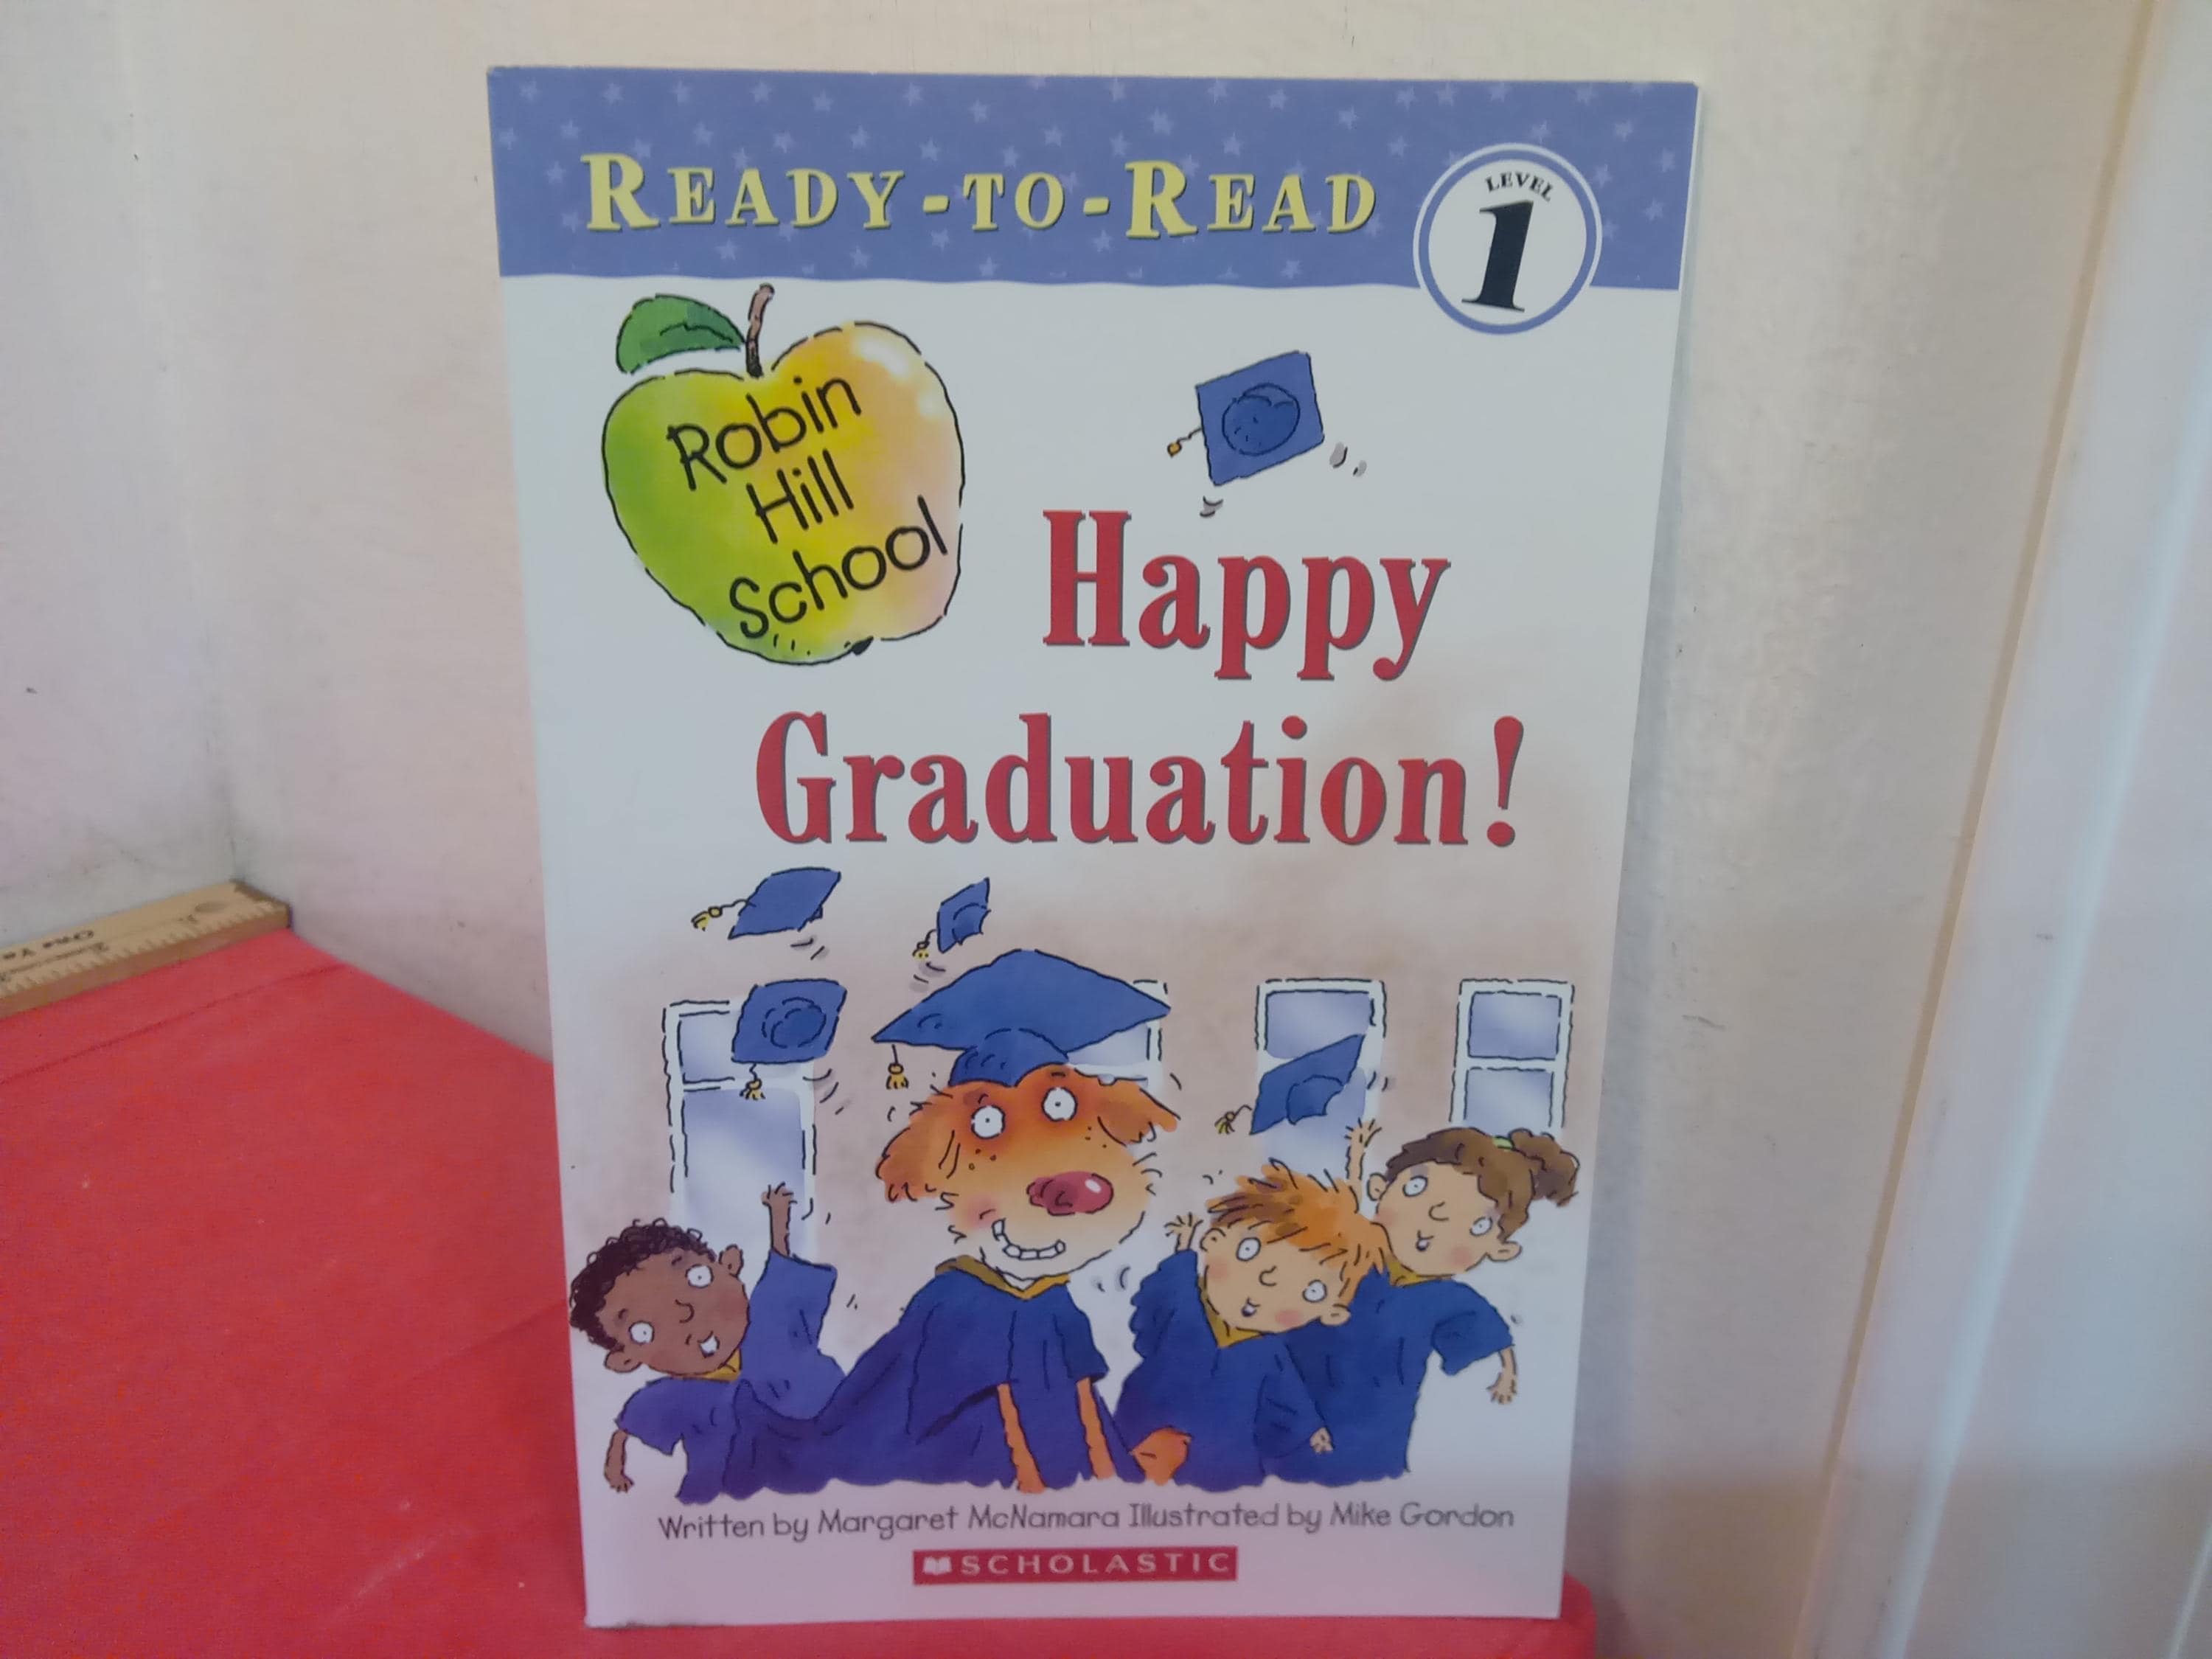 READY-TO-READ
LEVEL
1
Robin
Hill
School
Happy
Graduation!
Written by Margaret McNamara Illustrated by Mike Gordon
SCHOLASTIC